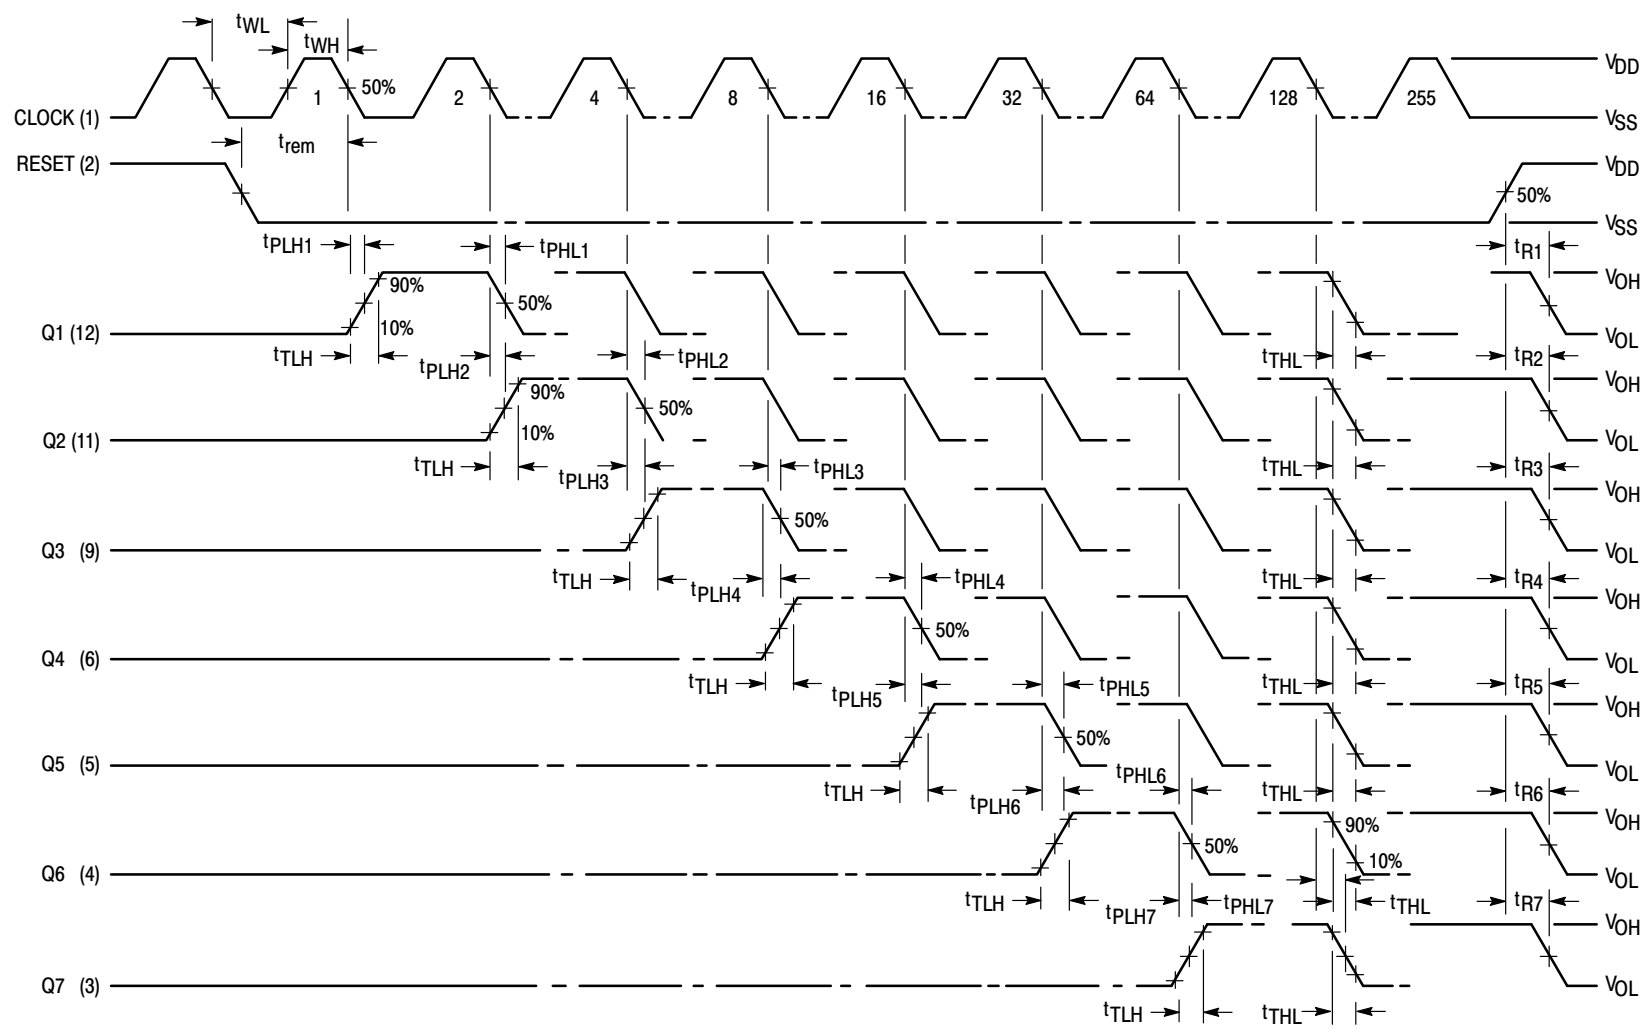 tWL
tWH
50%
1 2 4 8 16 32 64 128 255
VDD
CLOCK (1) VSS
trem
RESET (2) VDD
50%
VSS
tPLH1 tPHL1 tR1
VOH
90% 50%
10%
Q1 (12) VOL
tTLH tPLH2 tPHL2 tTHL tR2
VOH
90% 50%
10%
Q2 (11) VOL
tTLH tPLH3 tPHL3 tTHL tR3
VOH
50%
Q3 (9) VOL
tTLH tPLH4 tPHL4 tTHL tR4
VOH
50%
Q4 (6) VOL
tTLH tPLH5 tPHL5 tTHL tR5
VOH
50%
Q5 (5) VOL
tPHL6
tTLH tPLH6 tTHL tR6
VOH
90%
50%
10%
Q6 (4) VOL
tTLH tPLH7 tPHL7 tTHL tR7
VOH
Q7 (3) VOL
tTLH tTHL